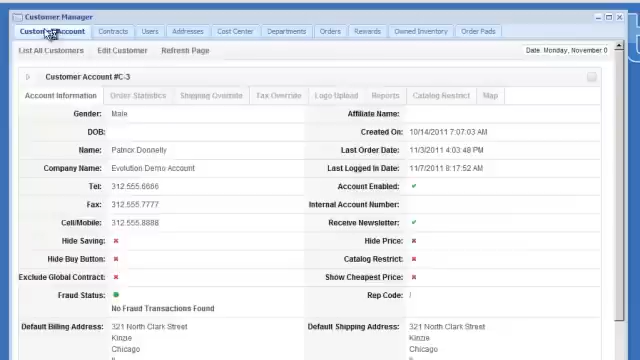 Customer Manager
Customer Account Contracts Users Addresses Cost Center Departments Orders Rewards Owned Inventory Order Pads
List All Customers Edit Customer Refresh Page Date: Monday, November 0
Customer Account #C-3
Account Information Order Statistics Shipping Override Tax Override Logo Upload Reports Catalog Restrict Map
Gender: Male Affiliate Name:
DOB: Created On: 10/14/2011 7:07:03 AM
Name: Patrick Donnelly Last Order Date: 11/3/2011 4:03:48 PM
Company Name: Evolution Demo Account Last Logged In Date: 11/7/2011 8:17:52 AM
Tel: 312.555.6666 Account Enabled:
Fax: 312.555.7777 Internal Account Number:
Cell/Mobile: 312.555.8888 Receive Newsletter:
Hide Saving: Hide Price:
Hide Buy Button: Catalog Restrict:
Exclude Global Contract: Show Cheapest Price:
Fraud Status: Rep Code: /
No Fraud Transactions Found
Default Billing Address: 321 North Clark Street Default Shipping Address: 321 North Clark Street
Kinzie Kinzie
Chicago Chicago